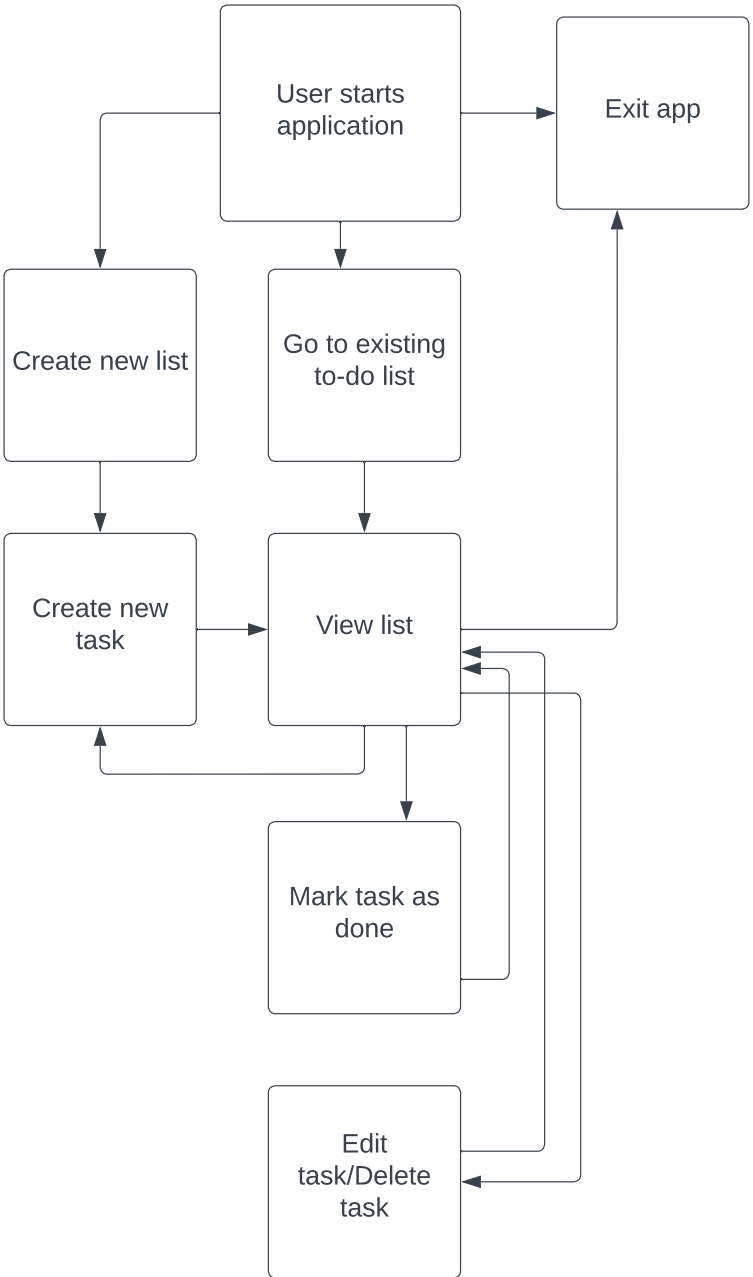 User starts
application
Exit app
Create new list
Go to existing
to-do list
Create new
task
View list
Mark task as
done
Edit
task/Delete
task